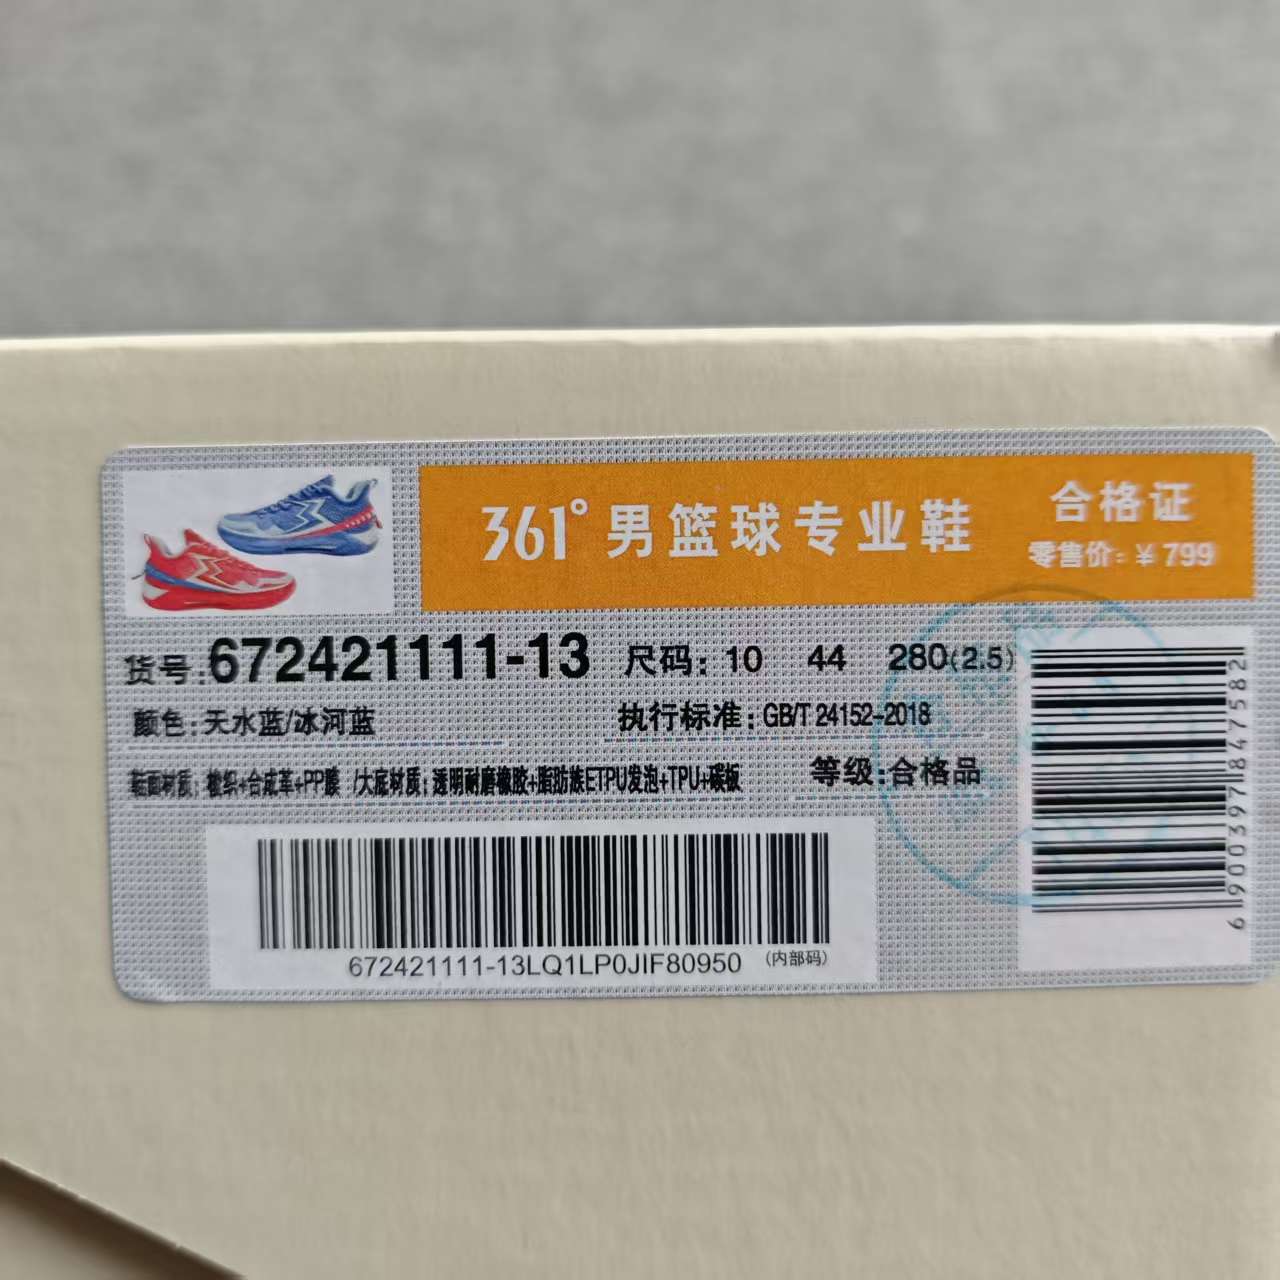 361°男篮球专业鞋
合格证
零售价：￥799
货号：672421111-13 尺码：10 44 280(2.5)
颜色：天水蓝/冰河蓝 执行标准：GB/T 24152-2018
鞋面材质：梭织+合成革+PP膜 /大底材质：透明耐磨橡胶+脂肪族ETPU发泡+TPU+碳板
等级：合格品
672421111-13LQ1LP0JIF80950 (内部码)
6900397847582